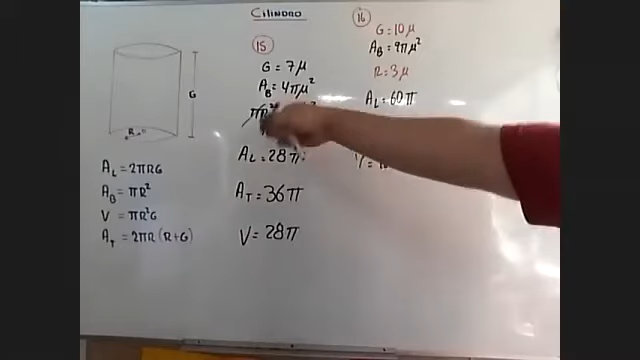 Cilindro
R
G
A_L = 2πRG
A_B = πR²
V = πR²G
A_T = 2πR (R+G)
15
G = 7μ
A_B = 4πμ²
A_L = 28π
A_T = 36π
V = 28π
16
G = 10μ
A_B = 9πμ²
R = 3μ
A_L = 60π